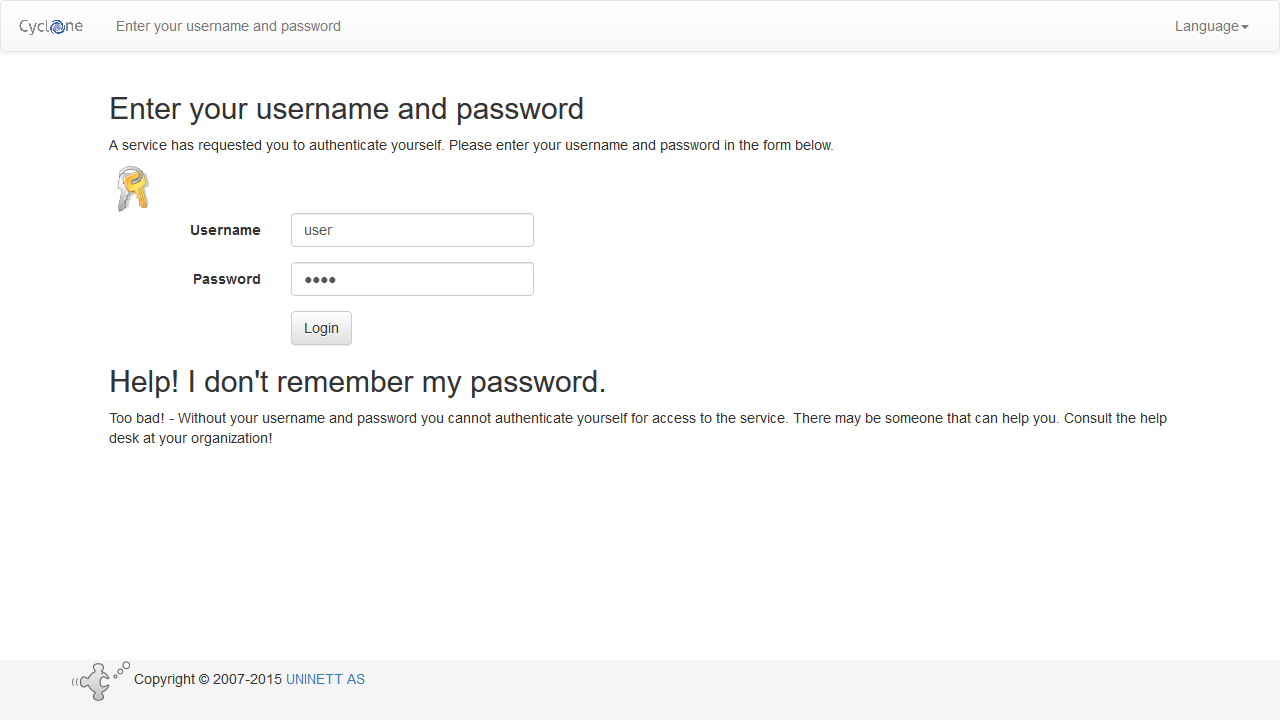 Cyclone Enter your username and password Language
Enter your username and password
A service has requested you to authenticate yourself. Please enter your username and password in the form below.
Username user
Password ••••
Login
Help! I don't remember my password.
Too bad! - Without your username and password you cannot authenticate yourself for access to the service. There may be someone that can help you. Consult the help
desk at your organization!
Copyright © 2007-2015 UNINETT AS